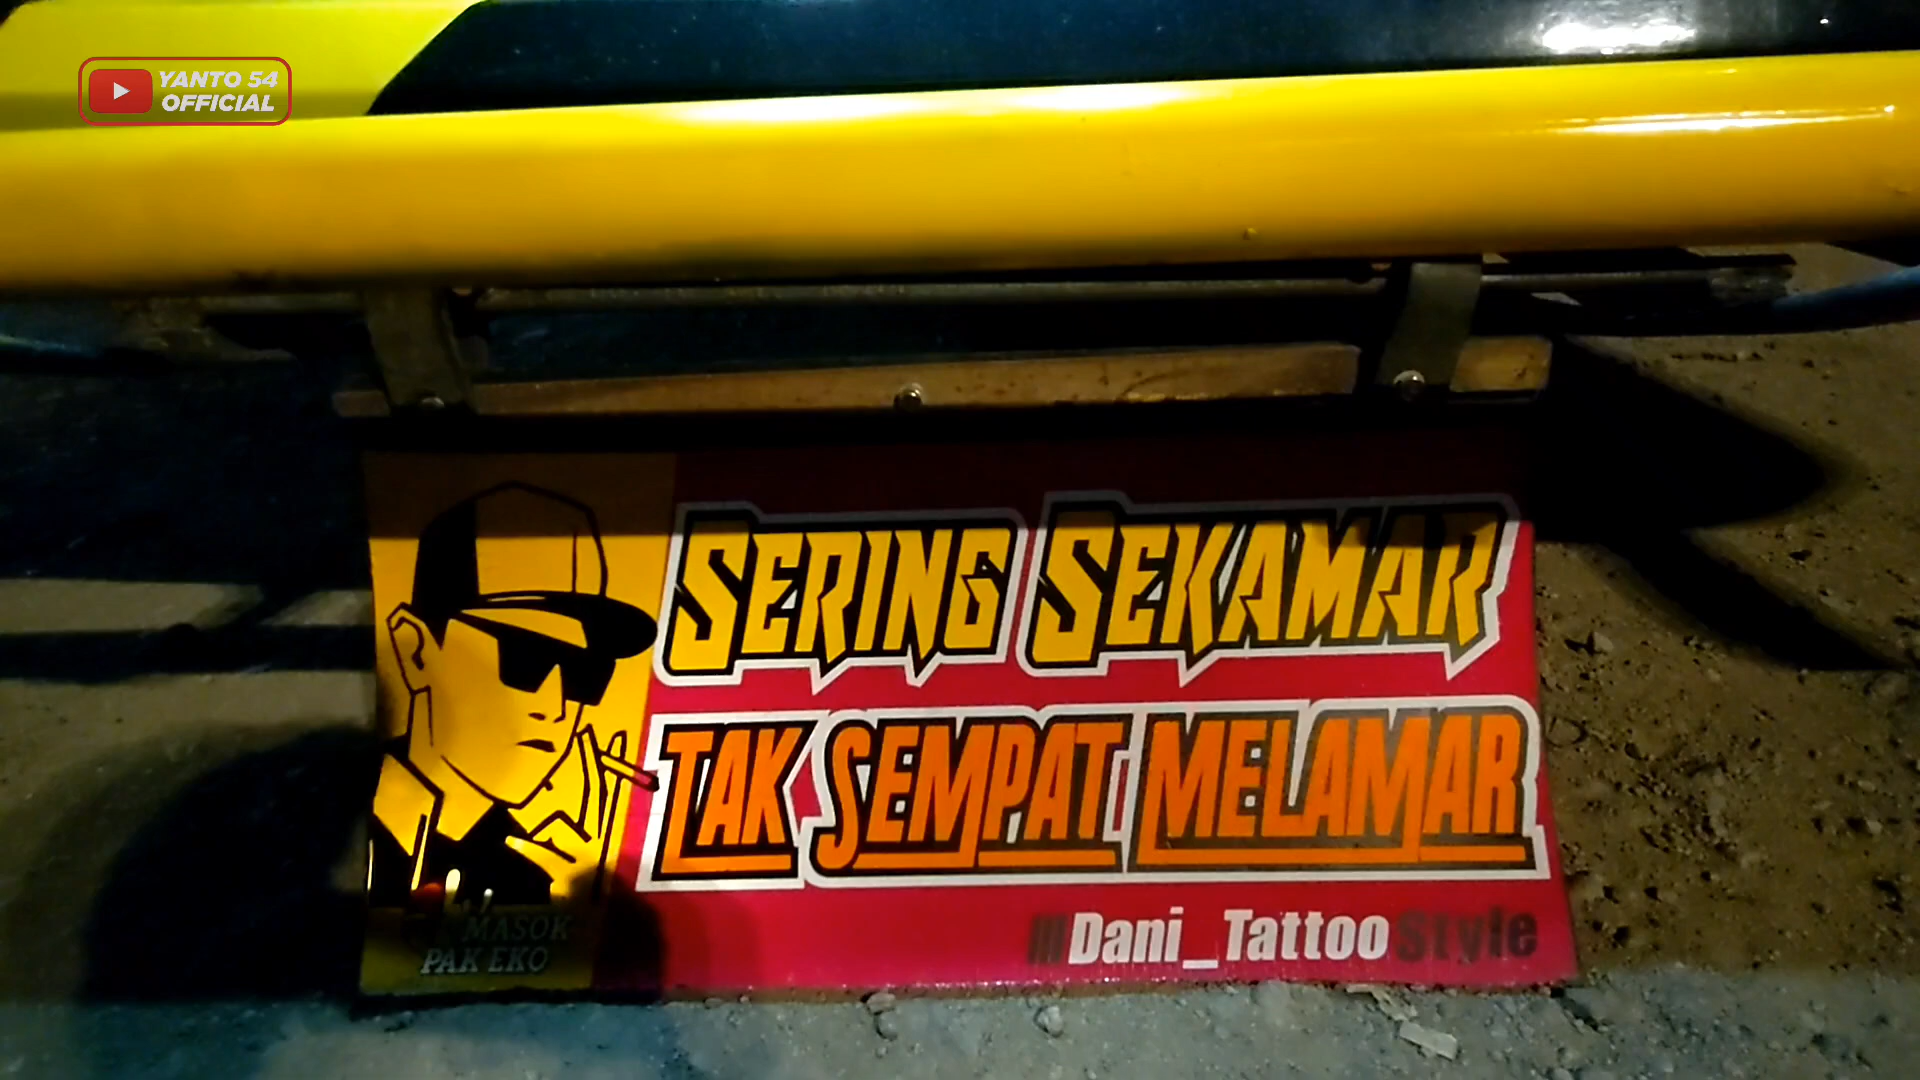 YANTO 54
OFFICIAL
SERING SEKAMAR
TAK SEMPAT MELAMAR
Dani_Tattoo Style
MASOK
PAK EKO